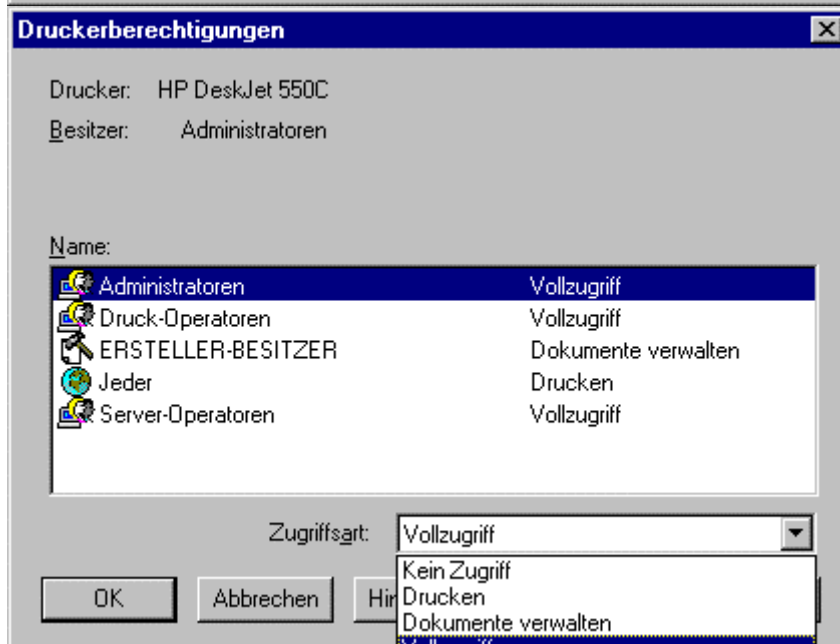 Druckerberechtigungen
Drucker: HP DeskJet 550C
Besitzer: Administratoren
Name:
Administratoren Vollzugriff
Druck-Operatoren Vollzugriff
ERSTELLER-BESITZER Dokumente verwalten
Jeder Drucken
Server-Operatoren Vollzugriff
Zugriffsart: Vollzugriff
Kein Zugriff
Drucken
Dokumente verwalten
OK Abbrechen